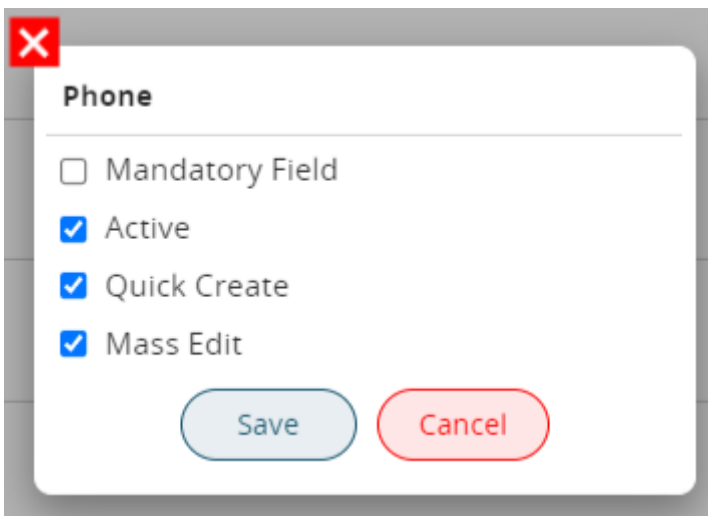 Phone
Mandatory Field
Active
Quick Create
Mass Edit
Save
Cancel